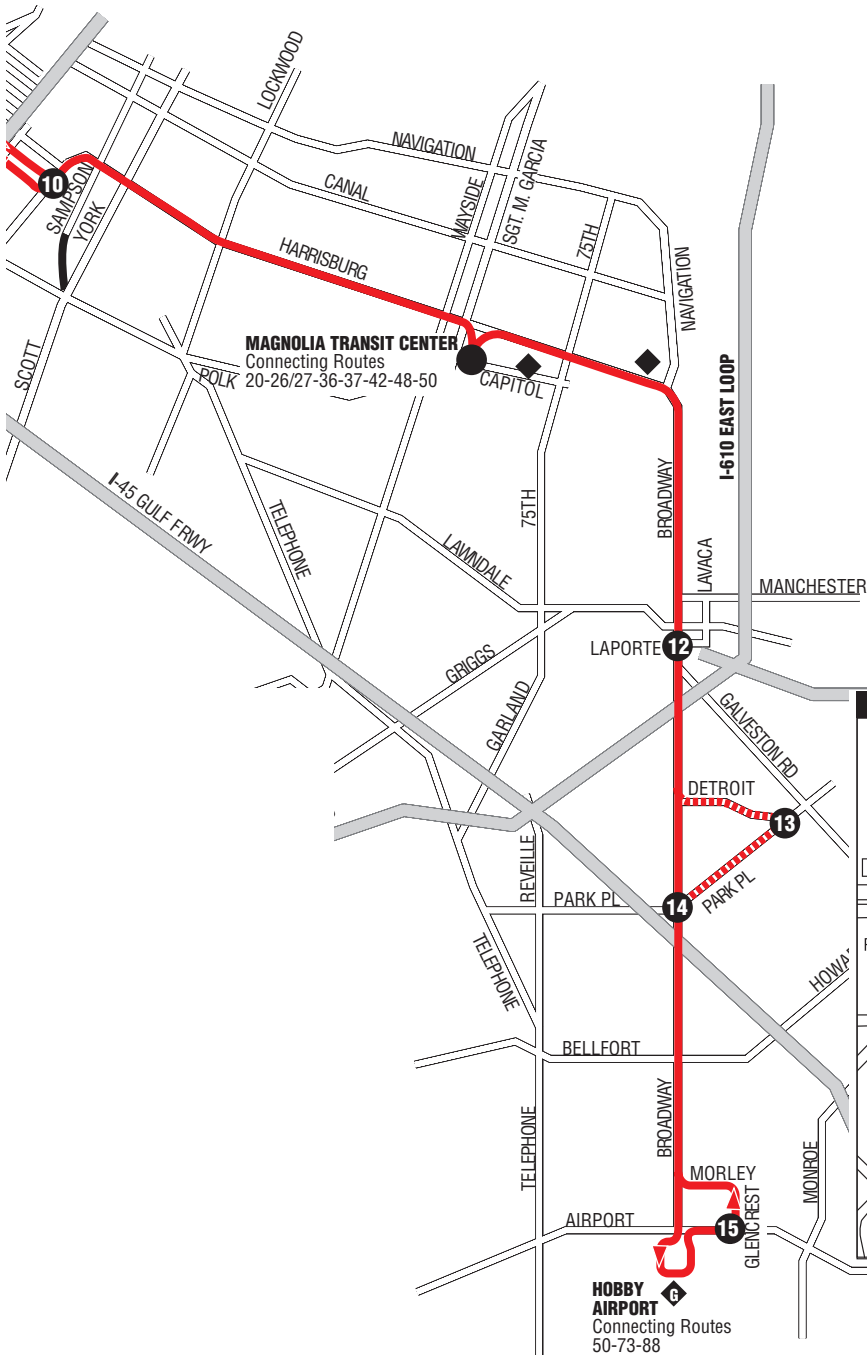 LOCKWOOD
NAVIGATION
CANAL
WAYSIDE
SGT. M. GARCIA
75TH
NAVIGATION
10
SAMPSON
YORK
HARRISBURG
SCOTT
MAGNOLIA TRANSIT CENTER
Connecting Routes
20-26/27-36-37-42-48-50
POLK
CAPITOL
I-610 EAST LOOP
BROADWAY
I-45 GULF FRWY
TELEPHONE
75TH
LAWNDALE
LAVACA
MANCHESTER
LAPORTE
12
GRIGGS
GARLAND
GALVESTON RD
DETROIT
13
REVEILLE
PARK PL
14
PARK PL
TELEPHONE
HOWA
BELLFORT
BROADWAY
TELEPHONE
MORLEY
MONROE
AIRPORT
15
GLENCREST
HOBBY
AIRPORT
G
Connecting Routes
50-73-88